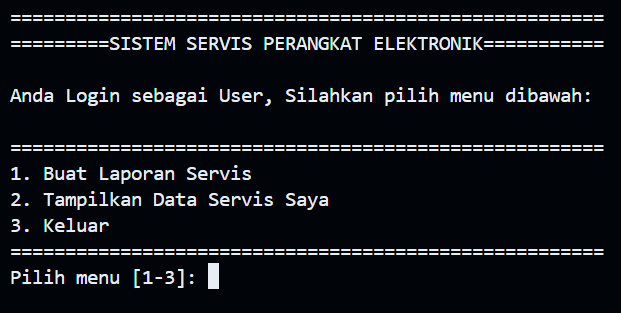 ======================================================
=========SISTEM SERVIS PERANGKAT ELEKTRONIK===========
Anda Login sebagai User, Silahkan pilih menu dibawah:
======================================================
1. Buat Laporan Servis
2. Tampilkan Data Servis Saya
3. Keluar
======================================================
Pilih menu [1-3]: